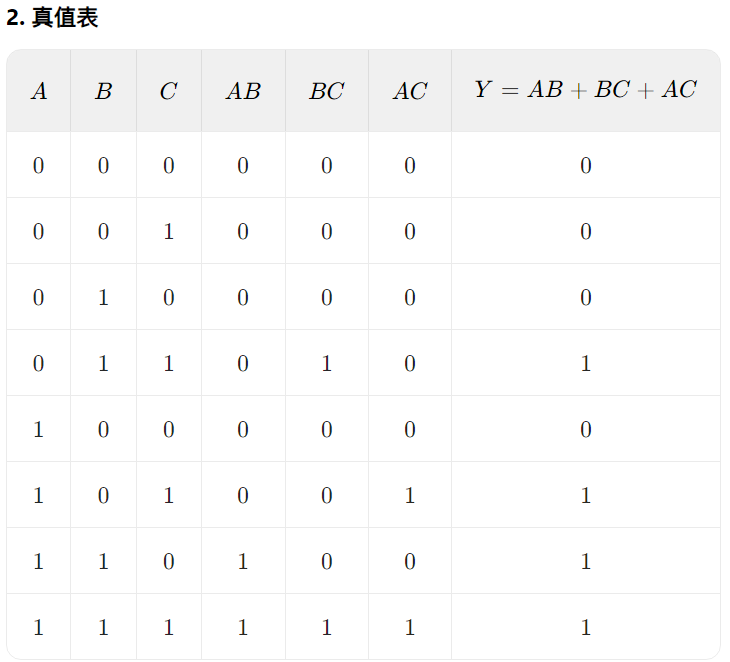 2. 真值表
A B C AB BC AC Y = AB + BC + AC
0 0 0 0 0 0 0
0 0 1 0 0 0 0
0 1 0 0 0 0 0
0 1 1 0 1 0 1
1 0 0 0 0 0 0
1 0 1 0 0 1 1
1 1 0 1 0 0 1
1 1 1 1 1 1 1